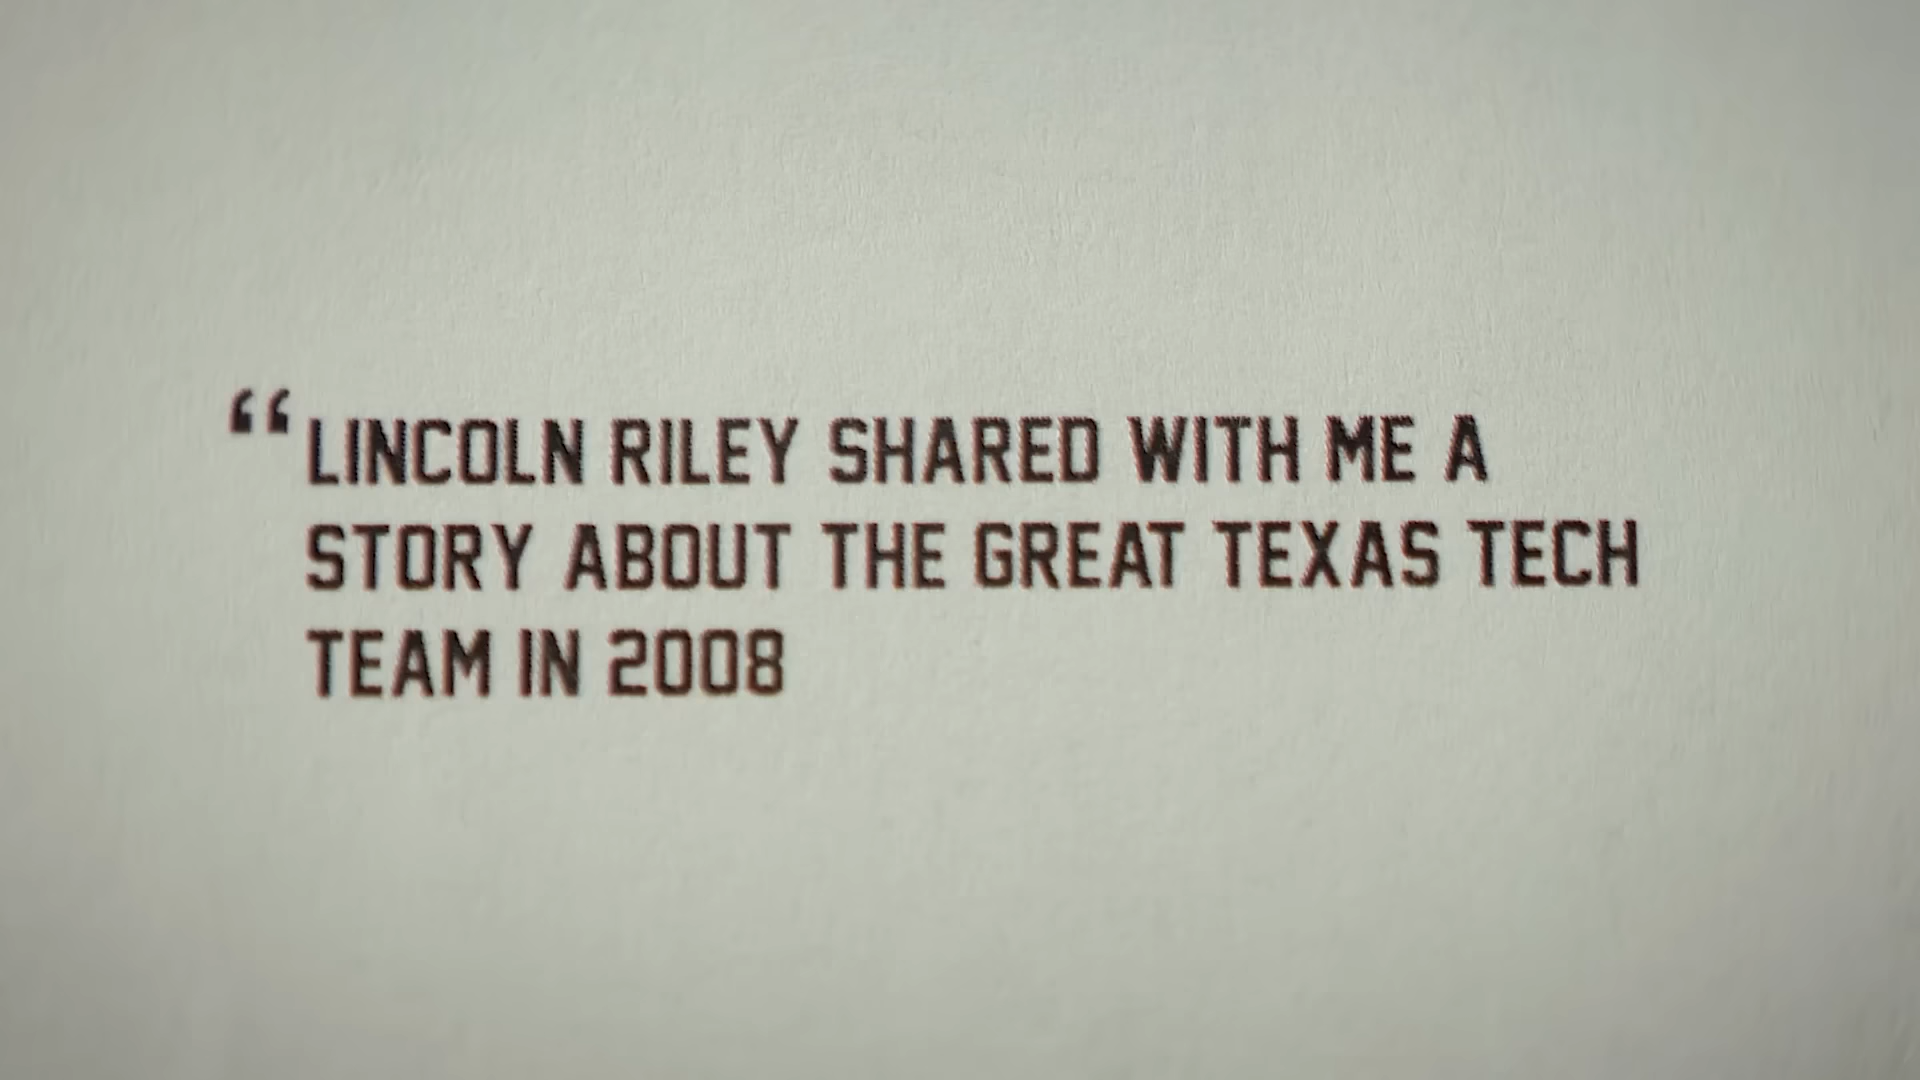 “LINCOLN RILEY SHARED WITH ME A
STORY ABOUT THE GREAT TEXAS TECH
TEAM IN 2008